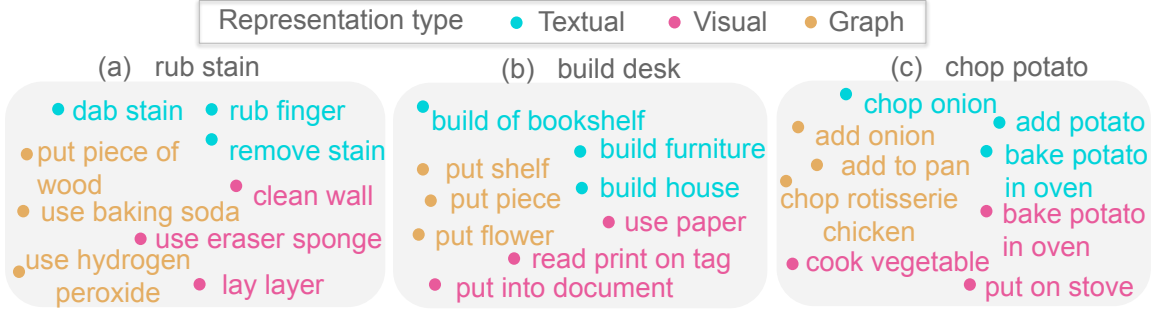 Representation type Textual Visual Graph
(a) rub stain
dab stain
rub finger
remove stain
put piece of
wood
clean wall
use baking soda
use eraser sponge
use hydrogen
peroxide
lay layer
(b) build desk
build of bookshelf
build furniture
put shelf
build house
put piece
use paper
put flower
read print on tag
put into document
(c) chop potato
chop onion
add potato
add onion
bake potato
in oven
add to pan
chop rotisserie
chicken
bake potato
in oven
cook vegetable
put on stove